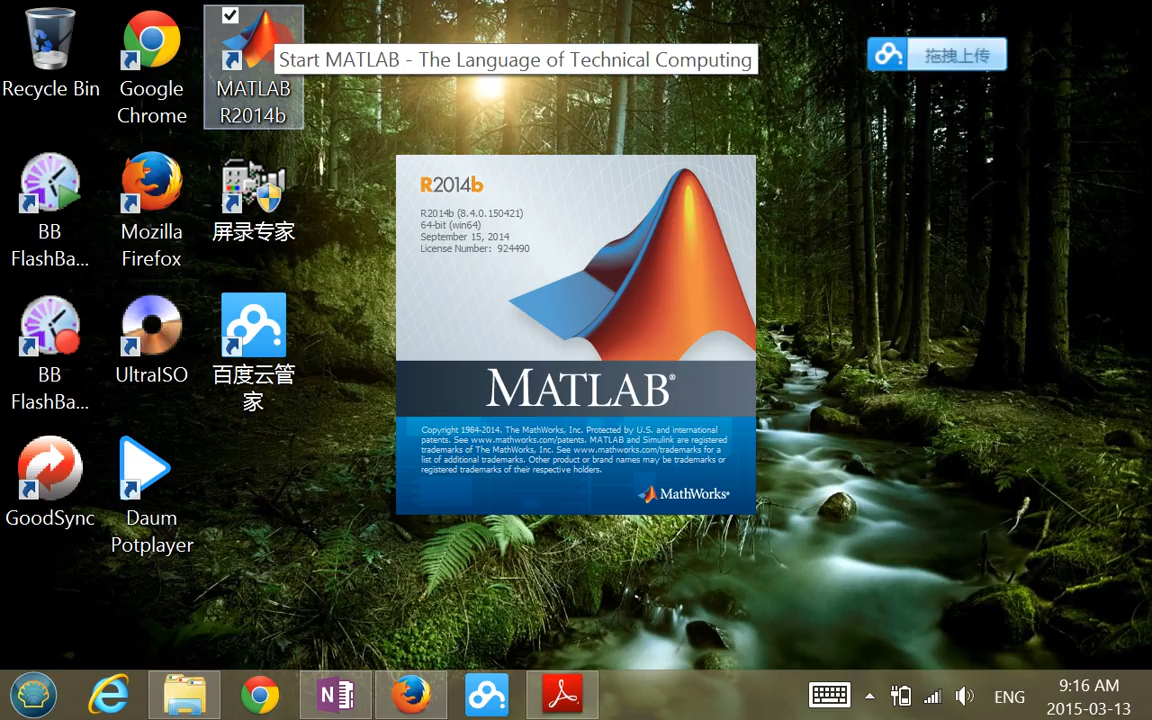 Recycle Bin
Google
Chrome
MATLAB
R2014b
Start MATLAB - The Language of Technical Computing
拖拽上传
BB
FlashBa...
Mozilla
Firefox
屏录专家
BB
FlashBa...
UltraISO
百度云管
家
GoodSync
Daum
Potplayer
R2014b
R2014b (8.4.0.150421)
64-bit (win64)
September 15, 2014
License Number: 924490
MATLAB®
Copyright 1984-2014. The MathWorks, Inc. Protected by U.S. and international
patents. See www.mathworks.com/patents. MATLAB and Simulink are registered
trademarks of The MathWorks, Inc. See www.mathworks.com/trademarks for a
list of additional trademarks. Other product or brand names may be trademarks or
registered trademarks of their respective holders.
MathWorks®
N
ENG
9:16 AM
2015-03-13